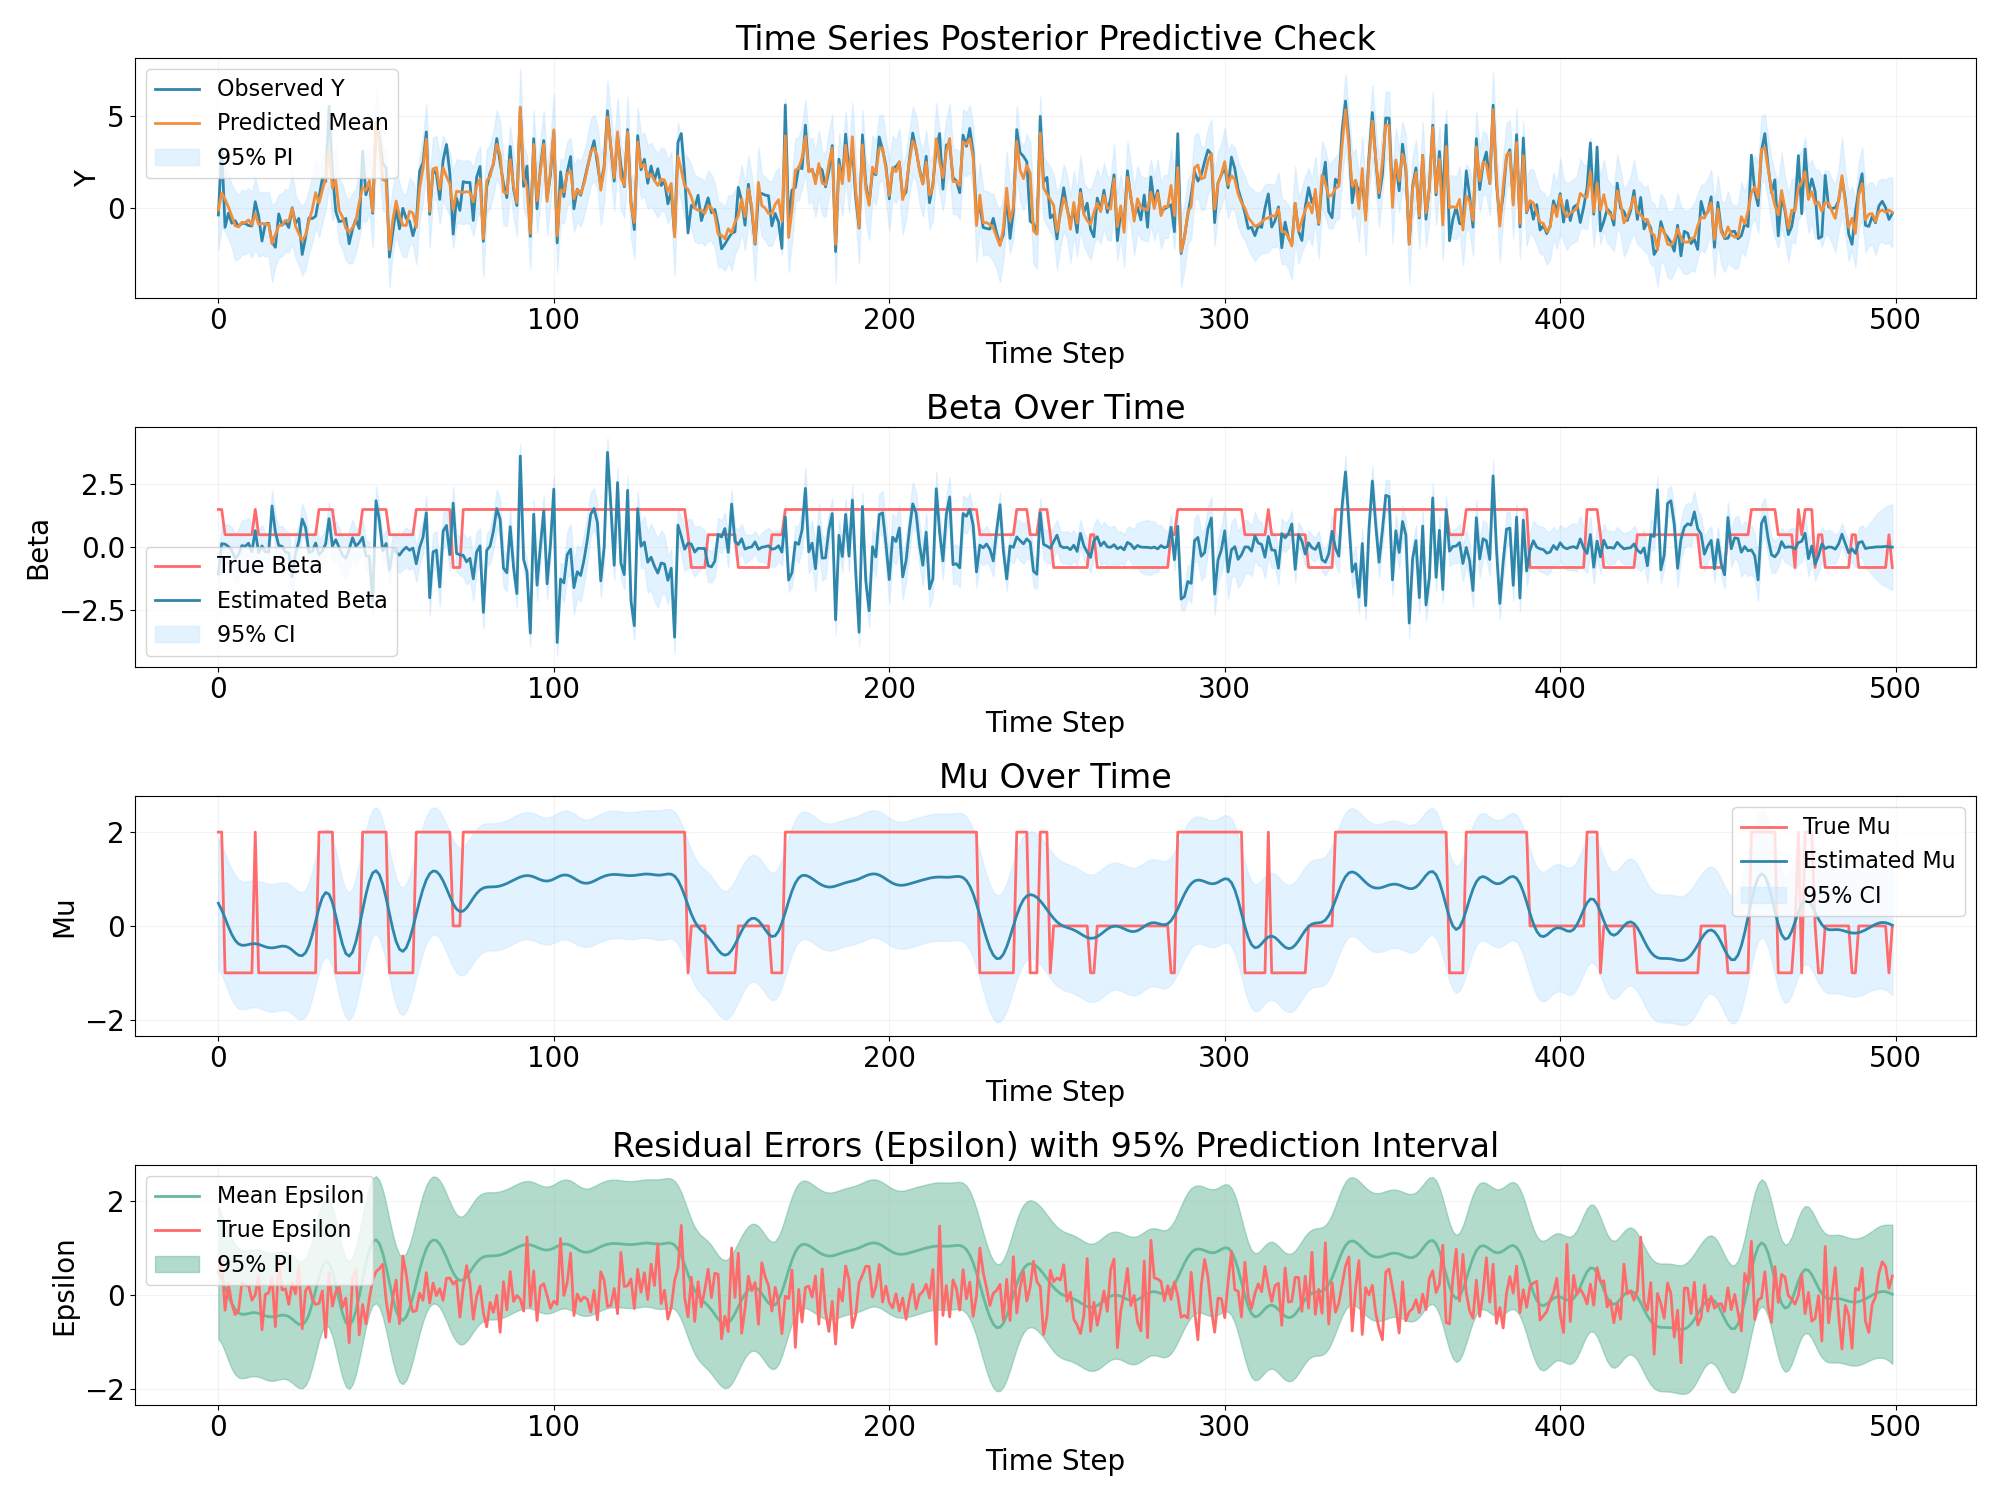 Time Series Posterior Predictive Check
Observed Y
Predicted Mean
95% PI
Y
5
0
0 100 200 300 400 500
Time Step
Beta Over Time
True Beta
Estimated Beta
95% CI
Beta
2.5
0.0
−2.5
0 100 200 300 400 500
Time Step
Mu Over Time
True Mu
Estimated Mu
95% CI
Mu
2
0
−2
0 100 200 300 400 500
Time Step
Residual Errors (Epsilon) with 95% Prediction Interval
Mean Epsilon
True Epsilon
95% PI
Epsilon
2
0
−2
0 100 200 300 400 500
Time Step